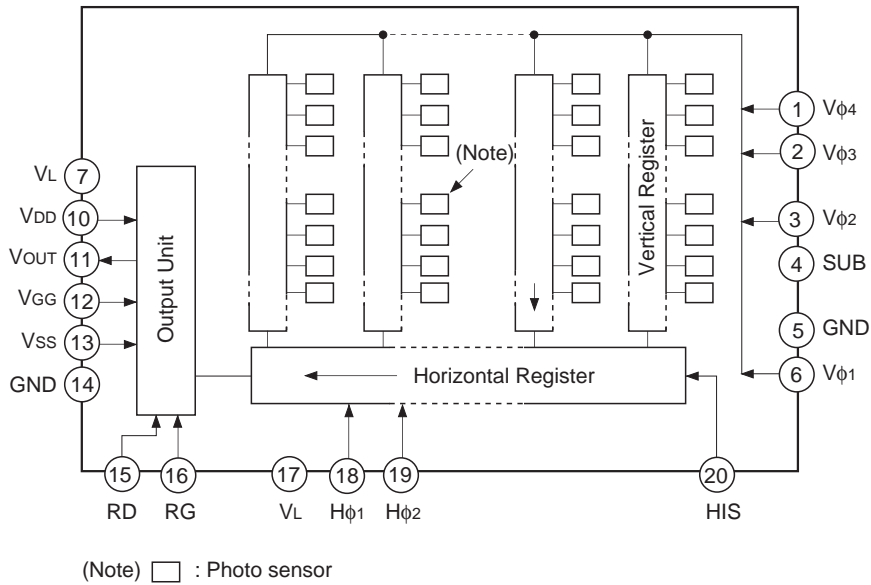 (Note)
Vertical Register
Output Unit
Horizontal Register
1 Vϕ4
2 Vϕ3
3 Vϕ2
4 SUB
5 GND
6 Vϕ1
VL 7
VDD 10
VOUT 11
VGG 12
VSS 13
GND 14
15 16 17 18 19 20
RD RG VL Hϕ1 Hϕ2 HIS
(Note) : Photo sensor